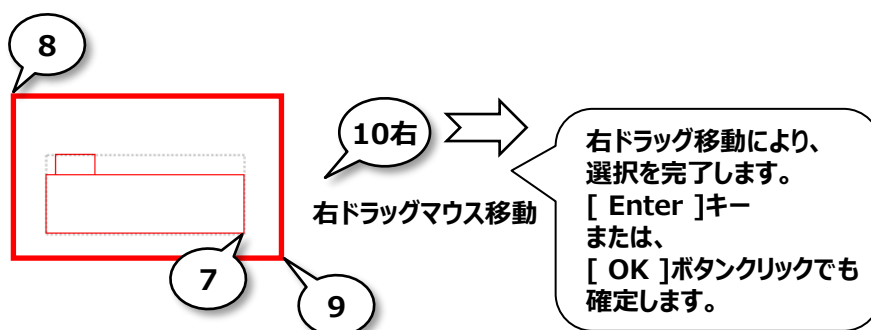 8
10右
右ドラッグ移動により、
選択を完了します。
[ Enter ]キー
または、
[ OK ]ボタンクリックでも
確定します。
右ドラッグマウス移動
7
9